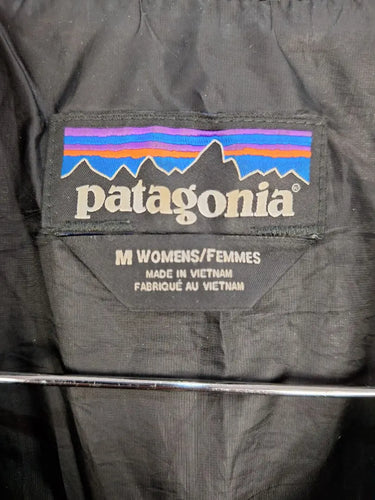 patagonia®
M WOMENS/FEMMES
MADE IN VIETNAM
FABRIQUÉ AU VIETNAM